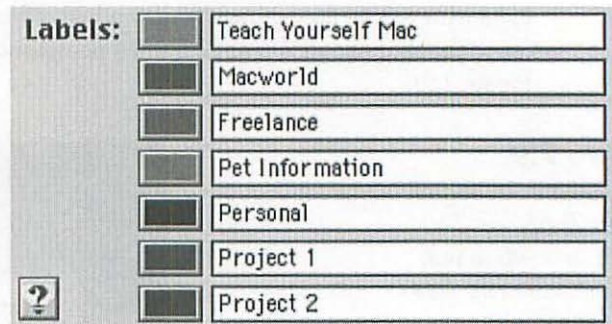 Labels:
Teach Yourself Mac
Macworld
Freelance
Pet Information
Personal
Project 1
Project 2
?